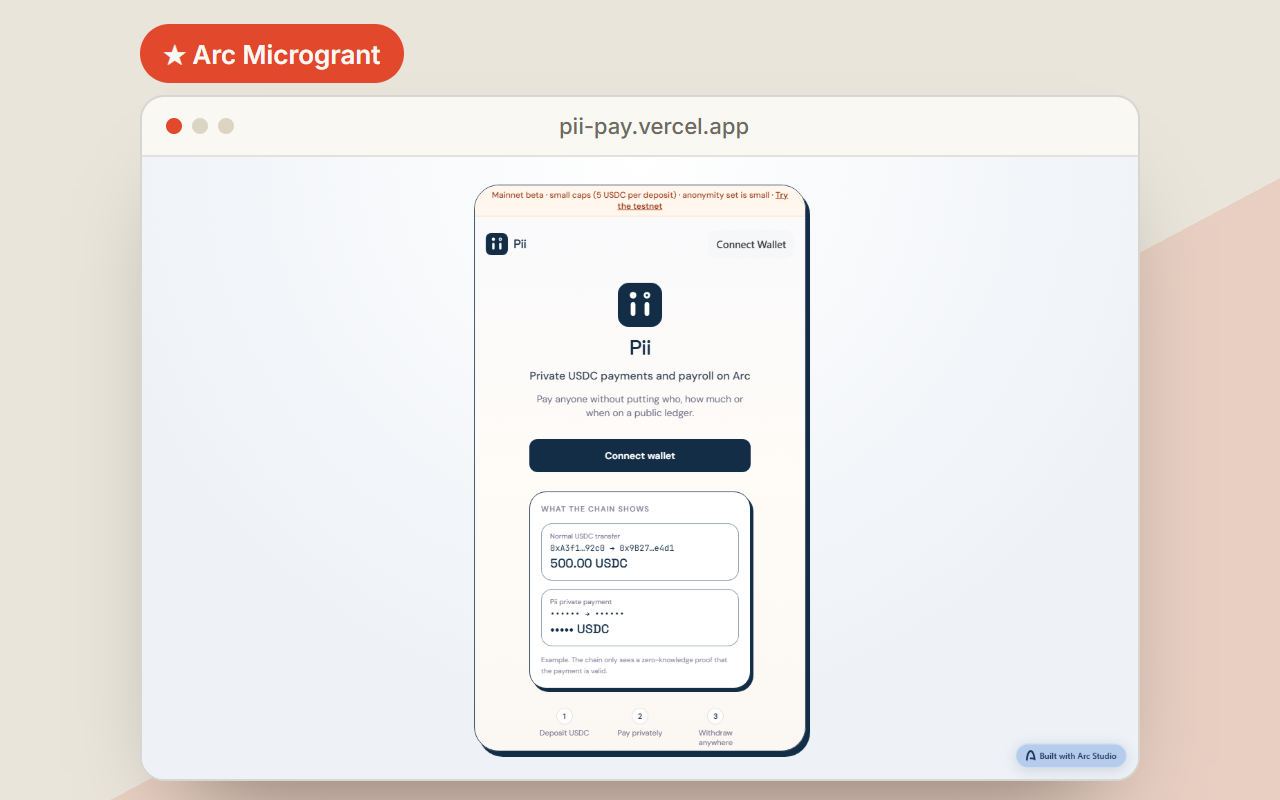 ★ Arc Microgrant
pii-pay.vercel.app
Mainnet beta · small caps (5 USDC per deposit) · anonymity set is small · Try
the testnet
Pii
Connect Wallet
Pii
Private USDC payments and payroll on Arc
Pay anyone without putting who, how much or
when on a public ledger.
Connect wallet
WHAT THE CHAIN SHOWS
Normal USDC transfer
0xA3f1…92c0 → 0x9B27…e4d1
500.00 USDC
Pii private payment
•••••• → ••••••
••••• USDC
Example. The chain only sees a zero-knowledge proof that
the payment is valid.
1
2
3
Deposit USDC
Pay privately
Withdraw
anywhere
Built with Arc Studio